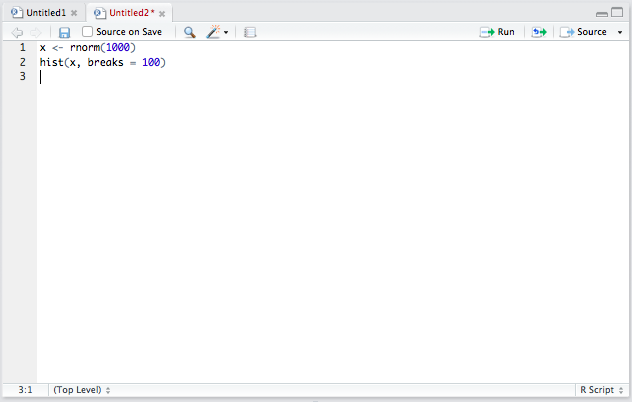 Untitled1 Untitled2*
Source on Save Run Source
1 x <- rnorm(1000)
2 hist(x, breaks = 100)
3
3:1 (Top Level) R Script